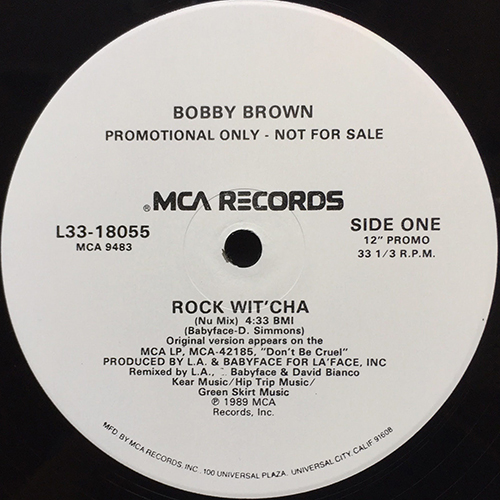 BOBBY BROWN
PROMOTIONAL ONLY - NOT FOR SALE
®MCA RECORDS
L33-18055
MCA 9483
SIDE ONE
12" PROMO
33 1/3 R.P.M.
ROCK WIT'CHA
(Nu Mix) 4:33 BMI
(Babyface-D. Simmons)
Original version appears on the
MCA LP, MCA-42185, "Don't Be Cruel"
PRODUCED BY L.A. & BABYFACE FOR LA'FACE, INC
Remixed by L.A., . Babyface & David Bianco
Kear Music/Hip Trip Music/
Green Skirt Music
℗ 1989 MCA
Records, Inc.
MFD. BY MCA RECORDS, INC., 100 UNIVERSAL PLAZA, UNIVERSAL CITY, CALIF 91608